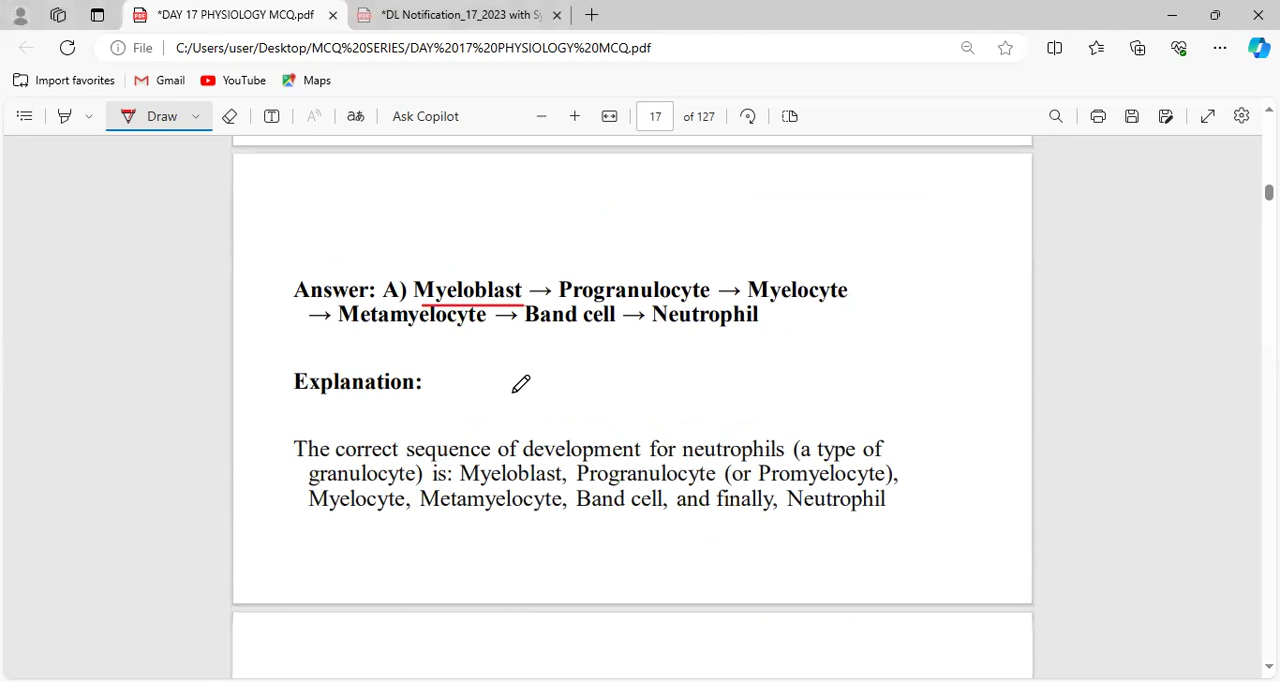 *DAY 17 PHYSIOLOGY MCQ.pdf
*DL Notification_17_2023 with Sy
File
C:/Users/user/Desktop/MCQ%20SERIES/DAY%2017%20PHYSIOLOGY%20MCQ.pdf
Import favorites
Gmail
YouTube
Maps
Draw
aあ
Ask Copilot
17
of 127
Answer: A) Myeloblast → Progranulocyte → Myelocyte
→ Metamyelocyte → Band cell → Neutrophil
Explanation:
The correct sequence of development for neutrophils (a type of
granulocyte) is: Myeloblast, Progranulocyte (or Promyelocyte),
Myelocyte, Metamyelocyte, Band cell, and finally, Neutrophil